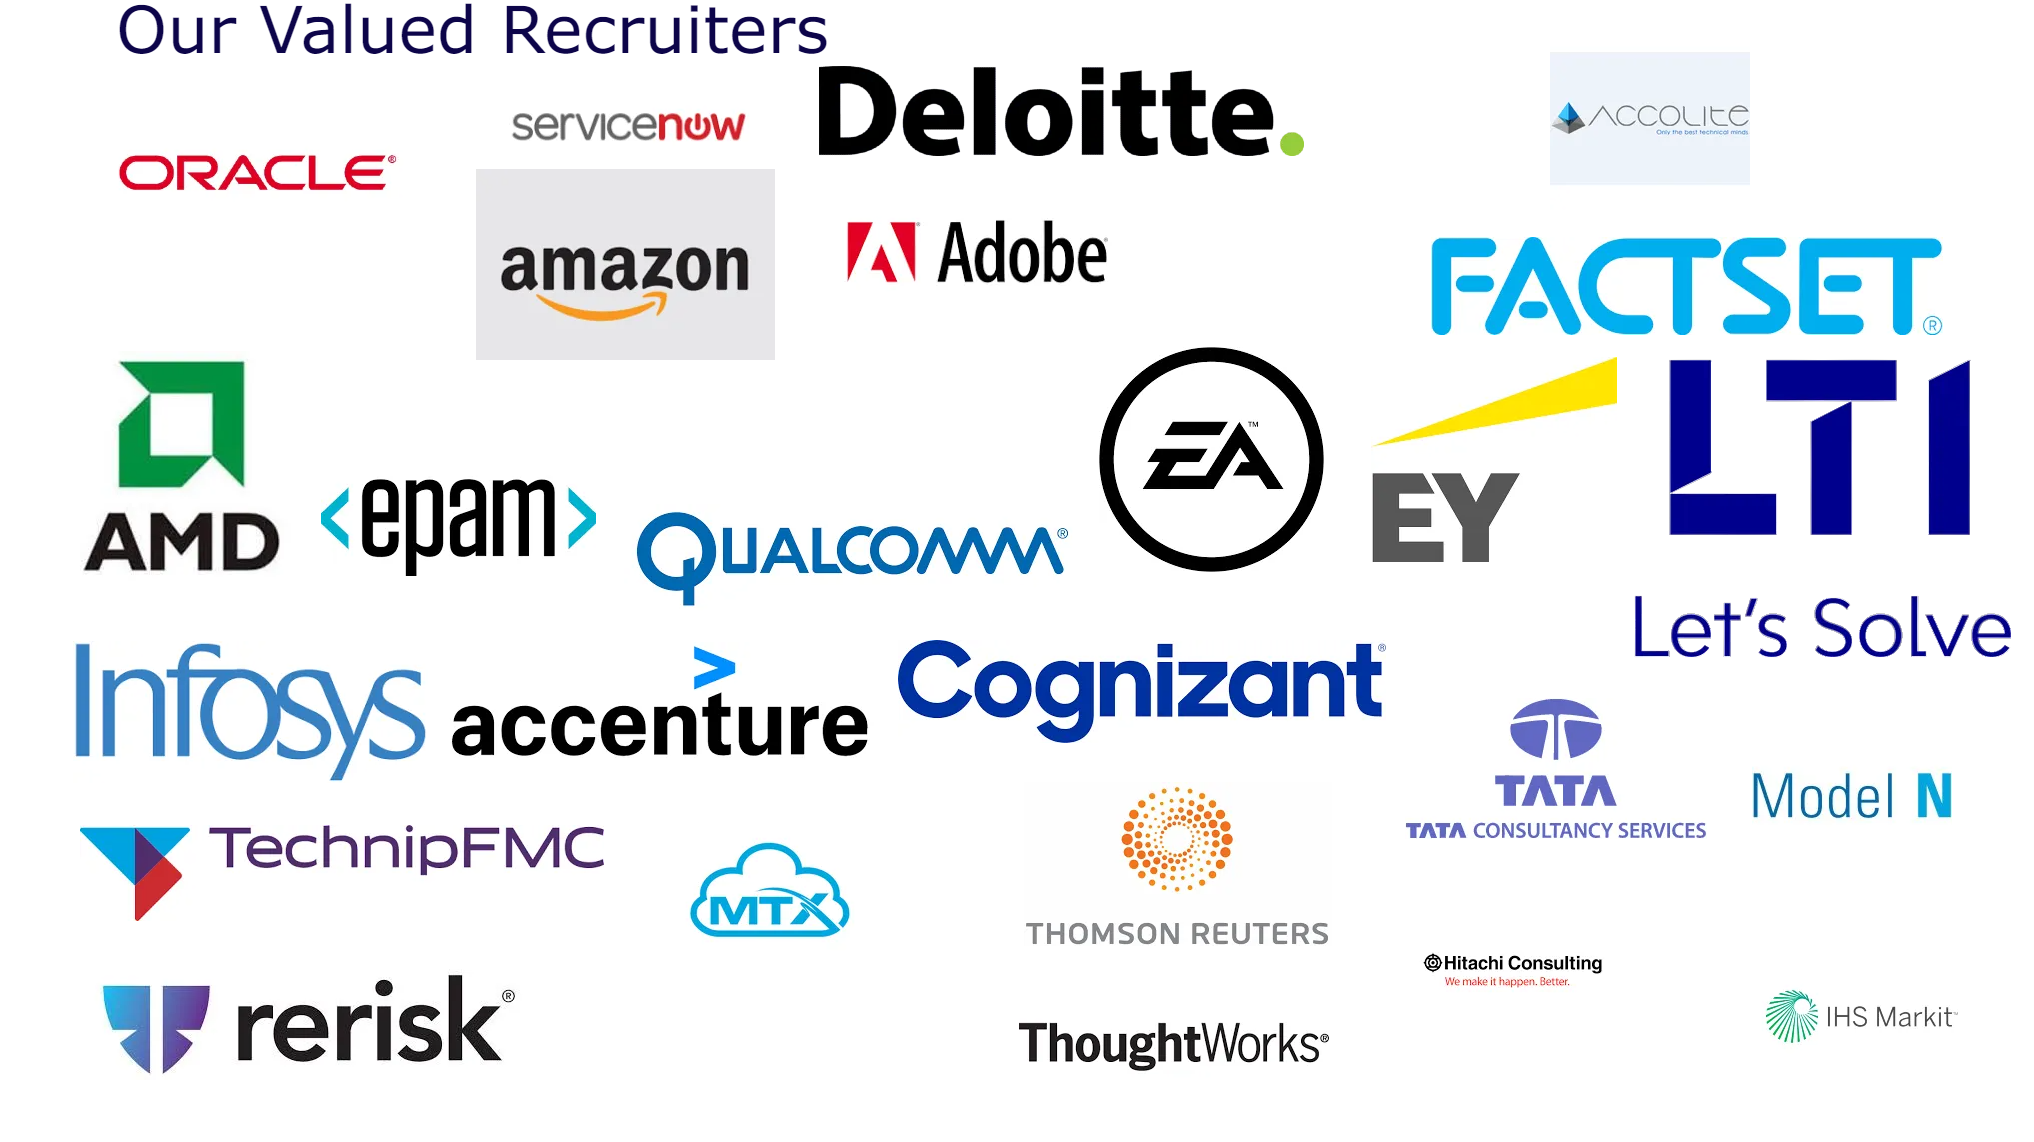 Our Valued Recruiters
Deloitte.
servicenow
ACCOLITE
Only the best technical minds.
ORACLE®
amazon
Adobe®
FACTSET®
AMD
<epam>
QUALCOMM®
EA™
EY
LTI
Let's Solve
Infosys
>
accenture
Cognizant®
TATA
TATA CONSULTANCY SERVICES
Model N
TechnipFMC
MTX
THOMSON REUTERS
Hitachi Consulting
We make it happen. Better.
rerisk®
ThoughtWorks®
IHS Markit™